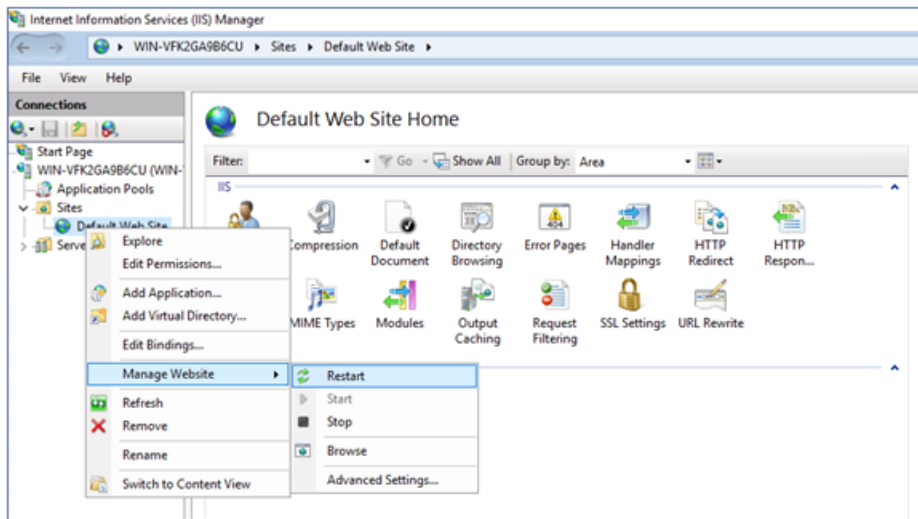 Internet Information Services (IIS) Manager
WIN-VFK2GA9B6CU Sites Default Web Site
File View Help
Connections
Start Page
WIN-VFK2GA9B6CU (WIN-
Application Pools
Sites
Default Web Site
Serve
Default Web Site Home
Filter: Go Show All Group by: Area
IIS
Compression Default Document Directory Browsing Error Pages Handler Mappings HTTP Redirect HTTP Respon...
MIME Types Modules Output Caching Request Filtering SSL Settings URL Rewrite
Explore
Edit Permissions...
Add Application...
Add Virtual Directory...
Edit Bindings...
Manage Website
Refresh
Remove
Rename
Switch to Content View
Restart
Start
Stop
Browse
Advanced Settings...